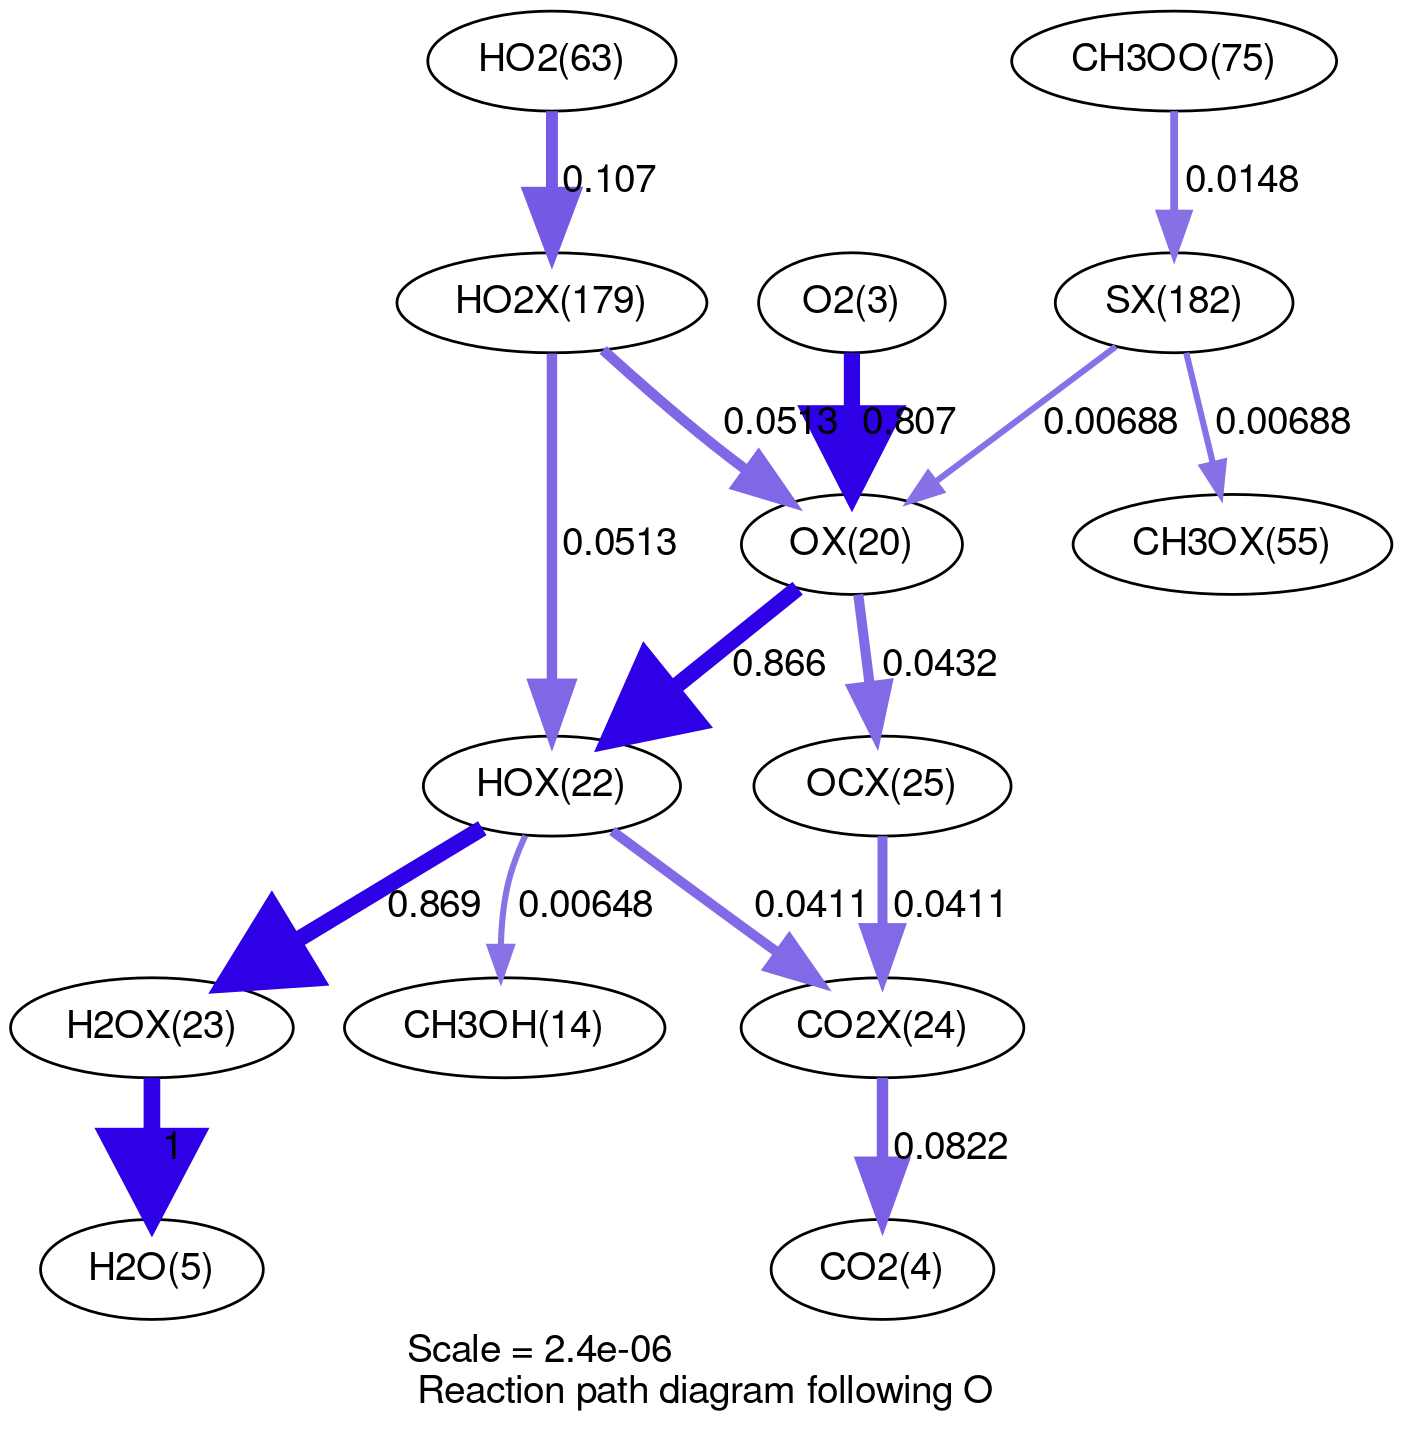 HO2(63)
CH3OO(75)
0.107
0.0148
HO2X(179)
O2(3)
SX(182)
0.0513
0.807
0.00688
0.00688
0.0513
OX(20)
CH3OX(55)
0.866
0.0432
HOX(22)
OCX(25)
0.869
0.00648
0.0411
0.0411
H2OX(23)
CH3OH(14)
CO2X(24)
1
0.0822
H2O(5)
CO2(4)
Scale = 2.4e-06
Reaction path diagram following O